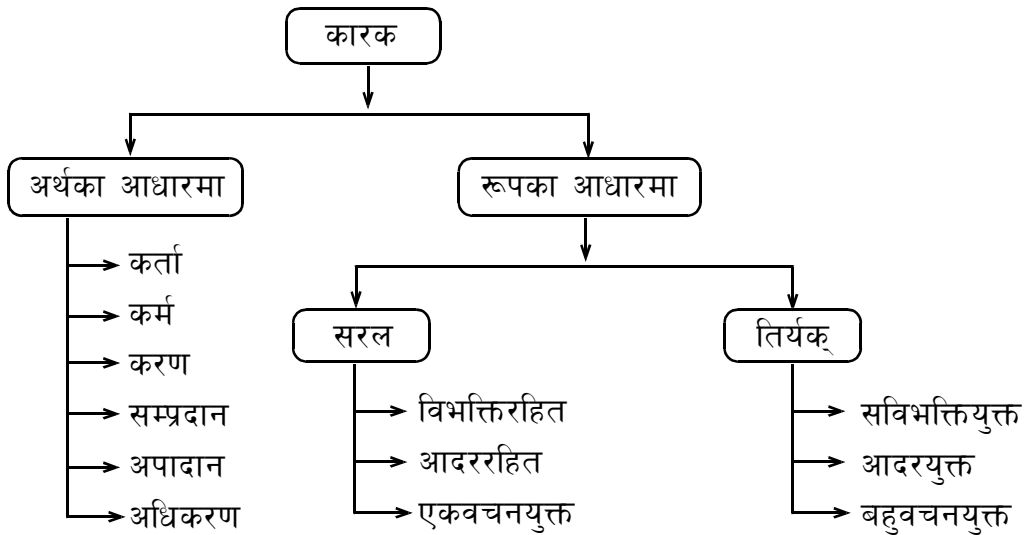 कारक
अर्थका आधारमा
रूपका आधारमा
कर्ता
कर्म
करण
सम्प्रदान
अपादान
अधिकरण
सरल
विभक्तिरहित
आदररहित
एकवचनयुक्त
तिर्यक्
सविभक्तियुक्त
आदरयुक्त
बहुवचनयुक्त